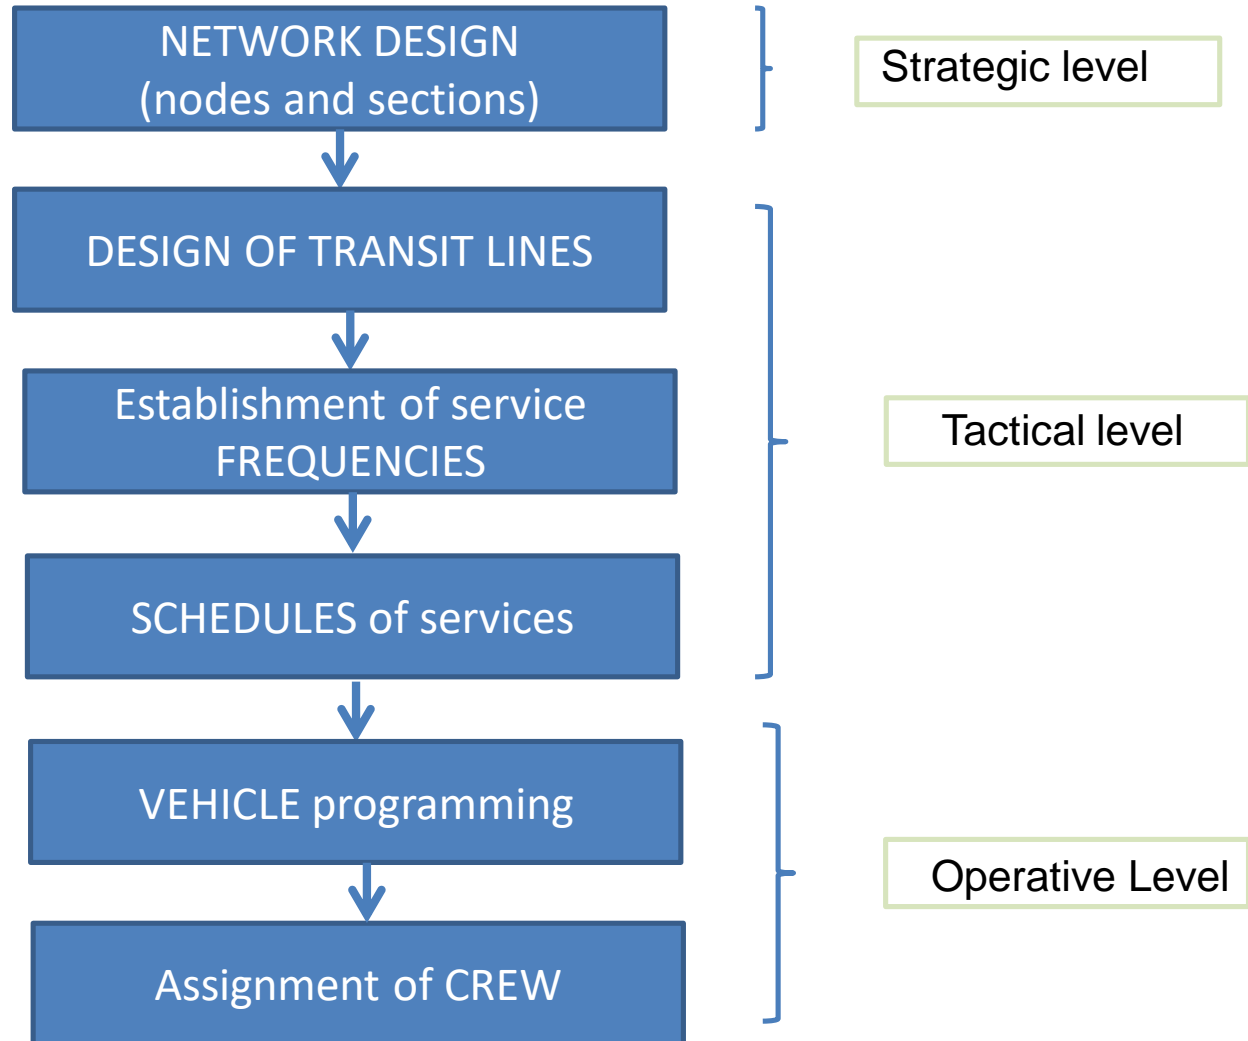 NETWORK DESIGN
(nodes and sections)
Strategic level
DESIGN OF TRANSIT LINES
Establishment of service
FREQUENCIES
Tactical level
SCHEDULES of services
VEHICLE programming
Operative Level
Assignment of CREW